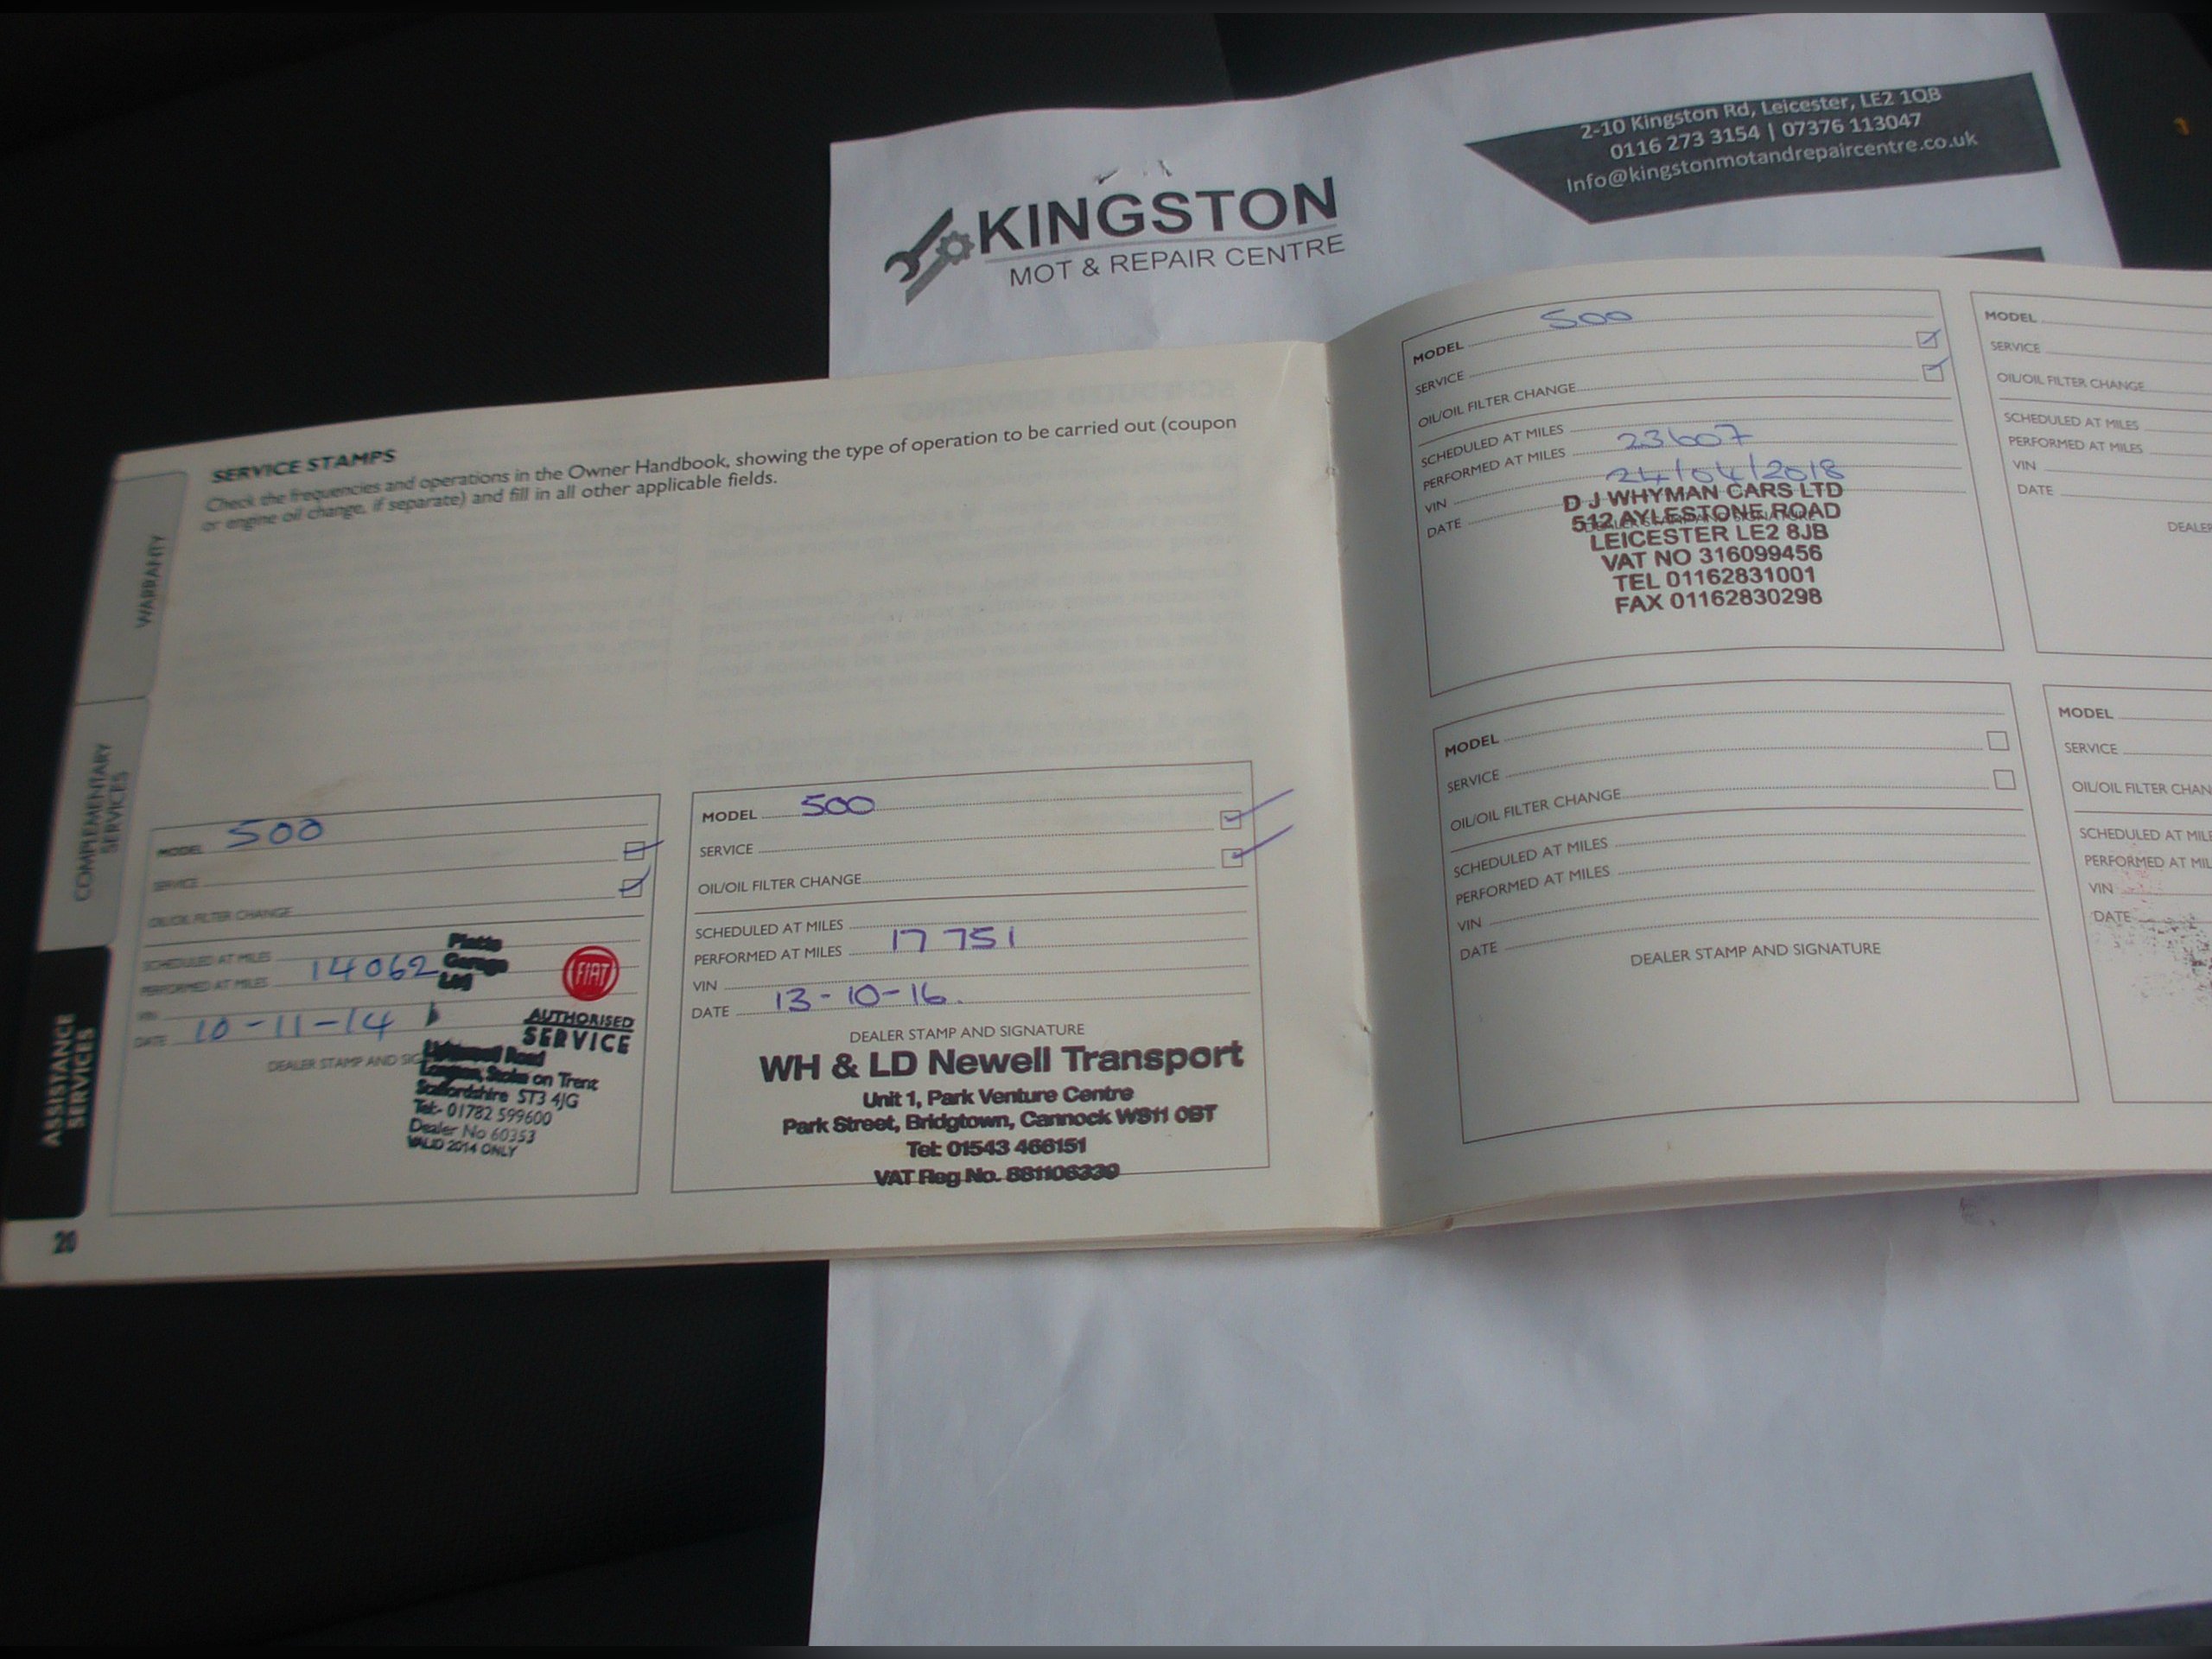 KINGSTON
MOT & REPAIR CENTRE
2-10 Kingston Rd, Leicester, LE2 1QB
0116 273 3154 | 07376 113047
Info@kingstonmotandrepaircentre.co.uk
WARRANTY
COMPLEMENTARY
SERVICES
ASSISTANCE
SERVICES
20
SERVICE STAMPS
Check the frequencies and operations in the Owner Handbook, showing the type of operation to be carried out (coupon
or engine oil change, if separate) and fill in all other applicable fields.
MODEL 500
SERVICE
OIL/OIL FILTER CHANGE
SCHEDULED AT MILES
PERFORMED AT MILES 14062
VIN
DATE 10-11-14
DEALER STAMP AND
Platts
Garage
FIAT
AUTHORISED
SERVICE
Road
Longton, Stoke on Trent
Staffordshire ST3 4JG
Tel:- 01782 599600
Dealer No 60353
VALID 2014 ONLY
MODEL 500
SERVICE
OIL/OIL FILTER CHANGE
SCHEDULED AT MILES
PERFORMED AT MILES 17 751
VIN
DATE 13-10-16.
DEALER STAMP AND SIGNATURE
WH & LD Newell Transport
Unit 1, Park Venture Centre
Park Street, Bridgtown, Cannock WS11 0BT
Tel: 01543 466151
VAT Reg No. 881106339
MODEL 500
SERVICE
OIL/OIL FILTER CHANGE
SCHEDULED AT MILES
PERFORMED AT MILES 23607
VIN
DATE 24/04/2018
D J WHYMAN CARS LTD
512 AYLESTONE ROAD
LEICESTER LE2 8JB
VAT NO 316099456
TEL 01162831001
FAX 01162830298
MODEL
SERVICE
OIL/OIL FILTER CHANGE
SCHEDULED AT MILES
PERFORMED AT MILES
VIN
DATE
DEALER STAMP AND SIGNATURE
MODEL
SERVICE
OIL/OIL FILTER CHANGE
SCHEDULED AT MILES
PERFORMED AT MILES
VIN
DATE
DEALER
MODEL
SERVICE
OIL/OIL FILTER CHAN
SCHEDULED AT MILE
PERFORMED AT MIL
VIN
DATE